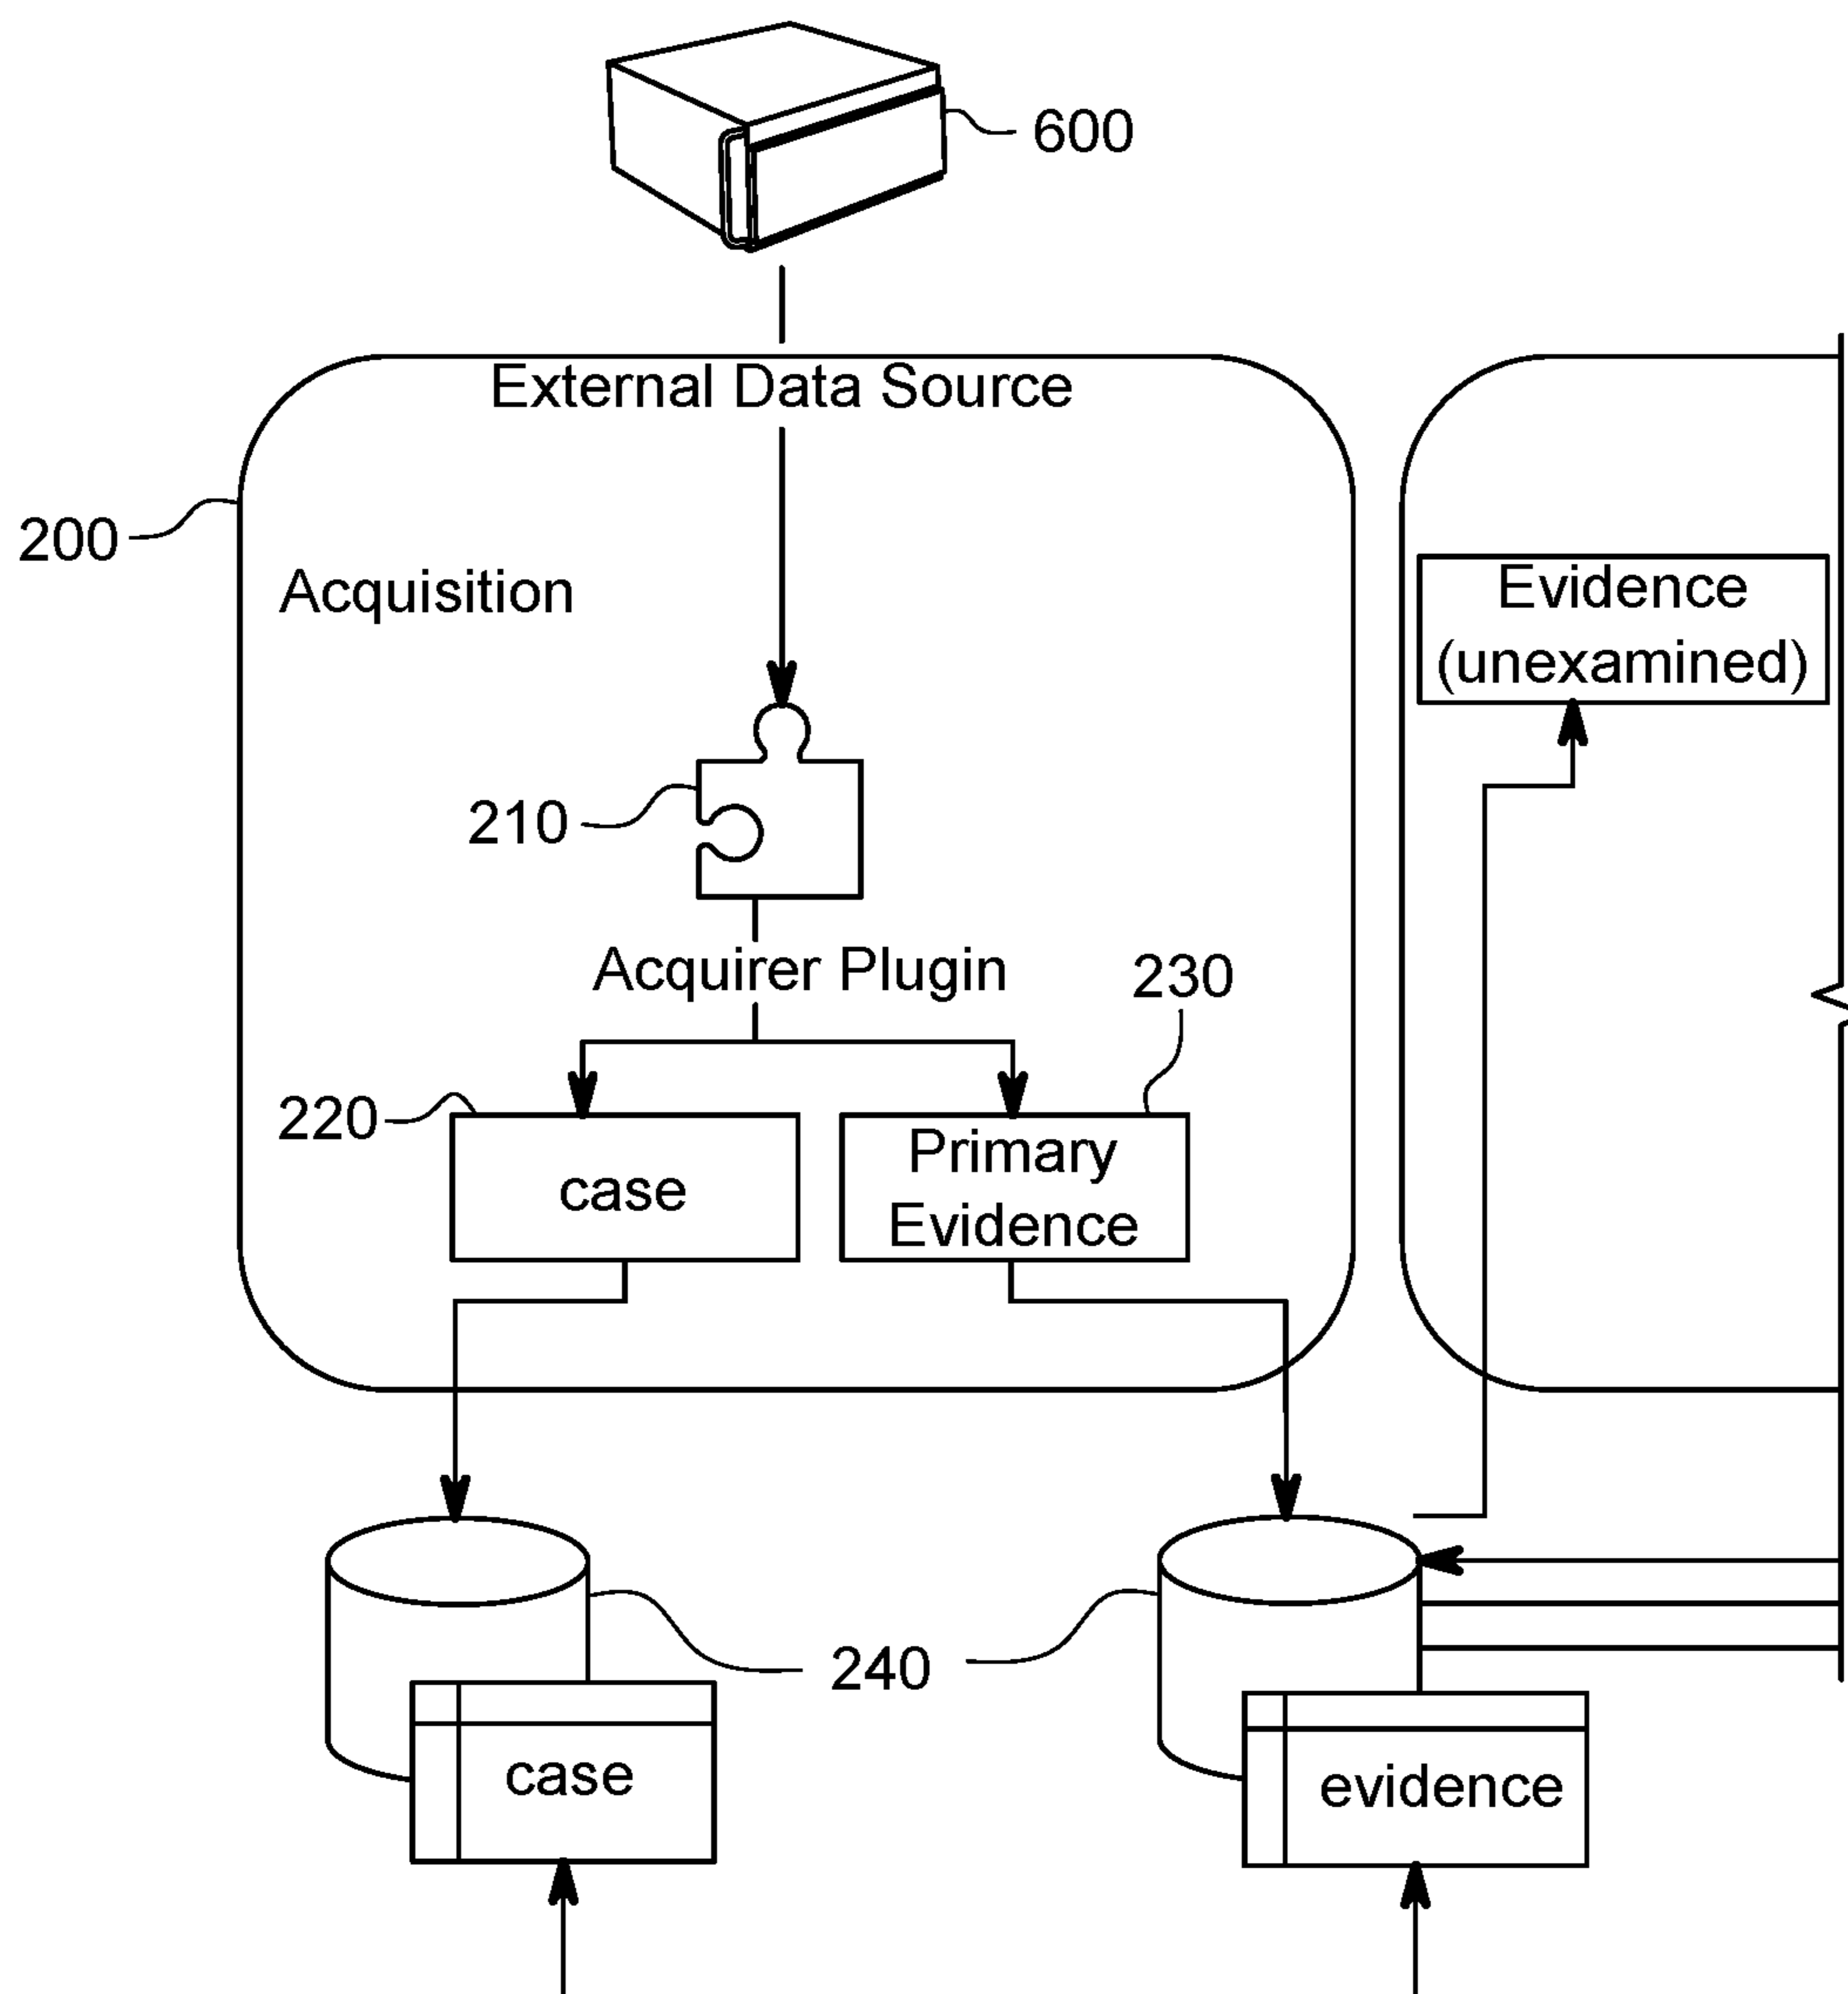 600
External Data Source
200
Acquisition
Evidence
(unexamined)
210
Acquirer Plugin
230
220
case
Primary
Evidence
240
case
evidence